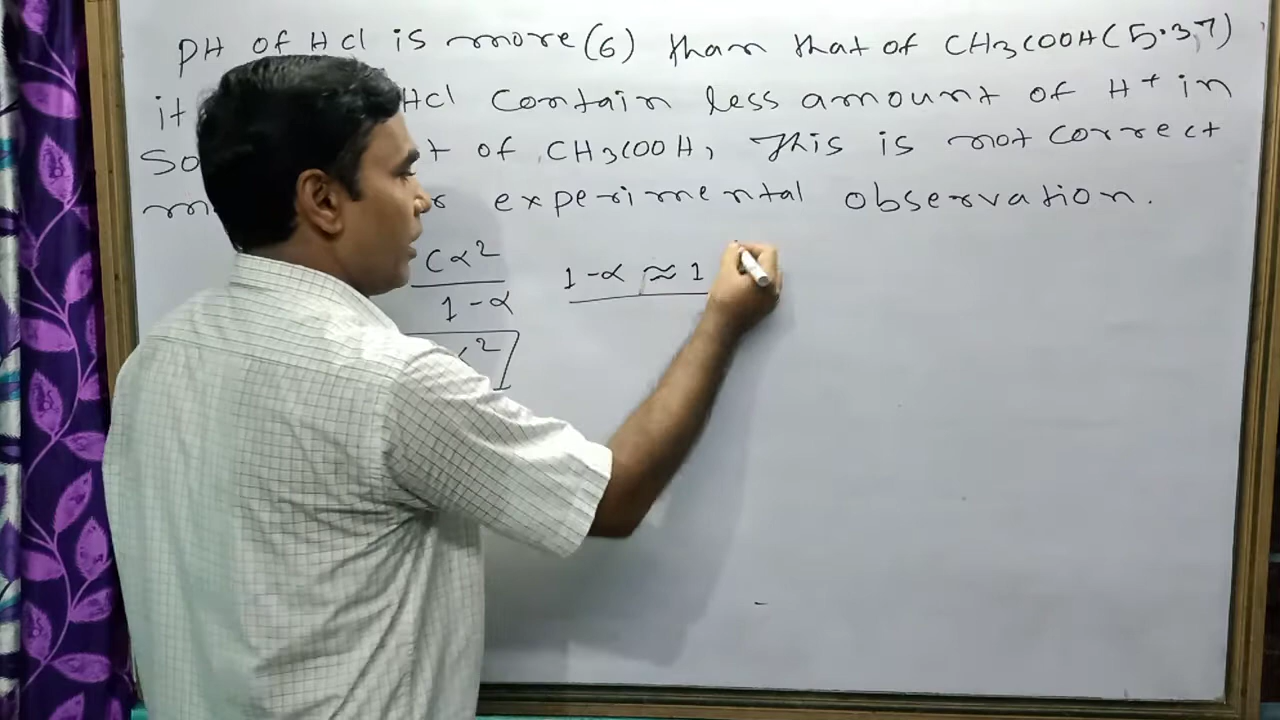 PH of HCl is more (6) than that of CH3COOH (5.37)
it HCl contain less amount of H+ in
So of CH3COOH, This is not correct
experimental observation.
Cα² 1-α ≈ 1
1-α
²